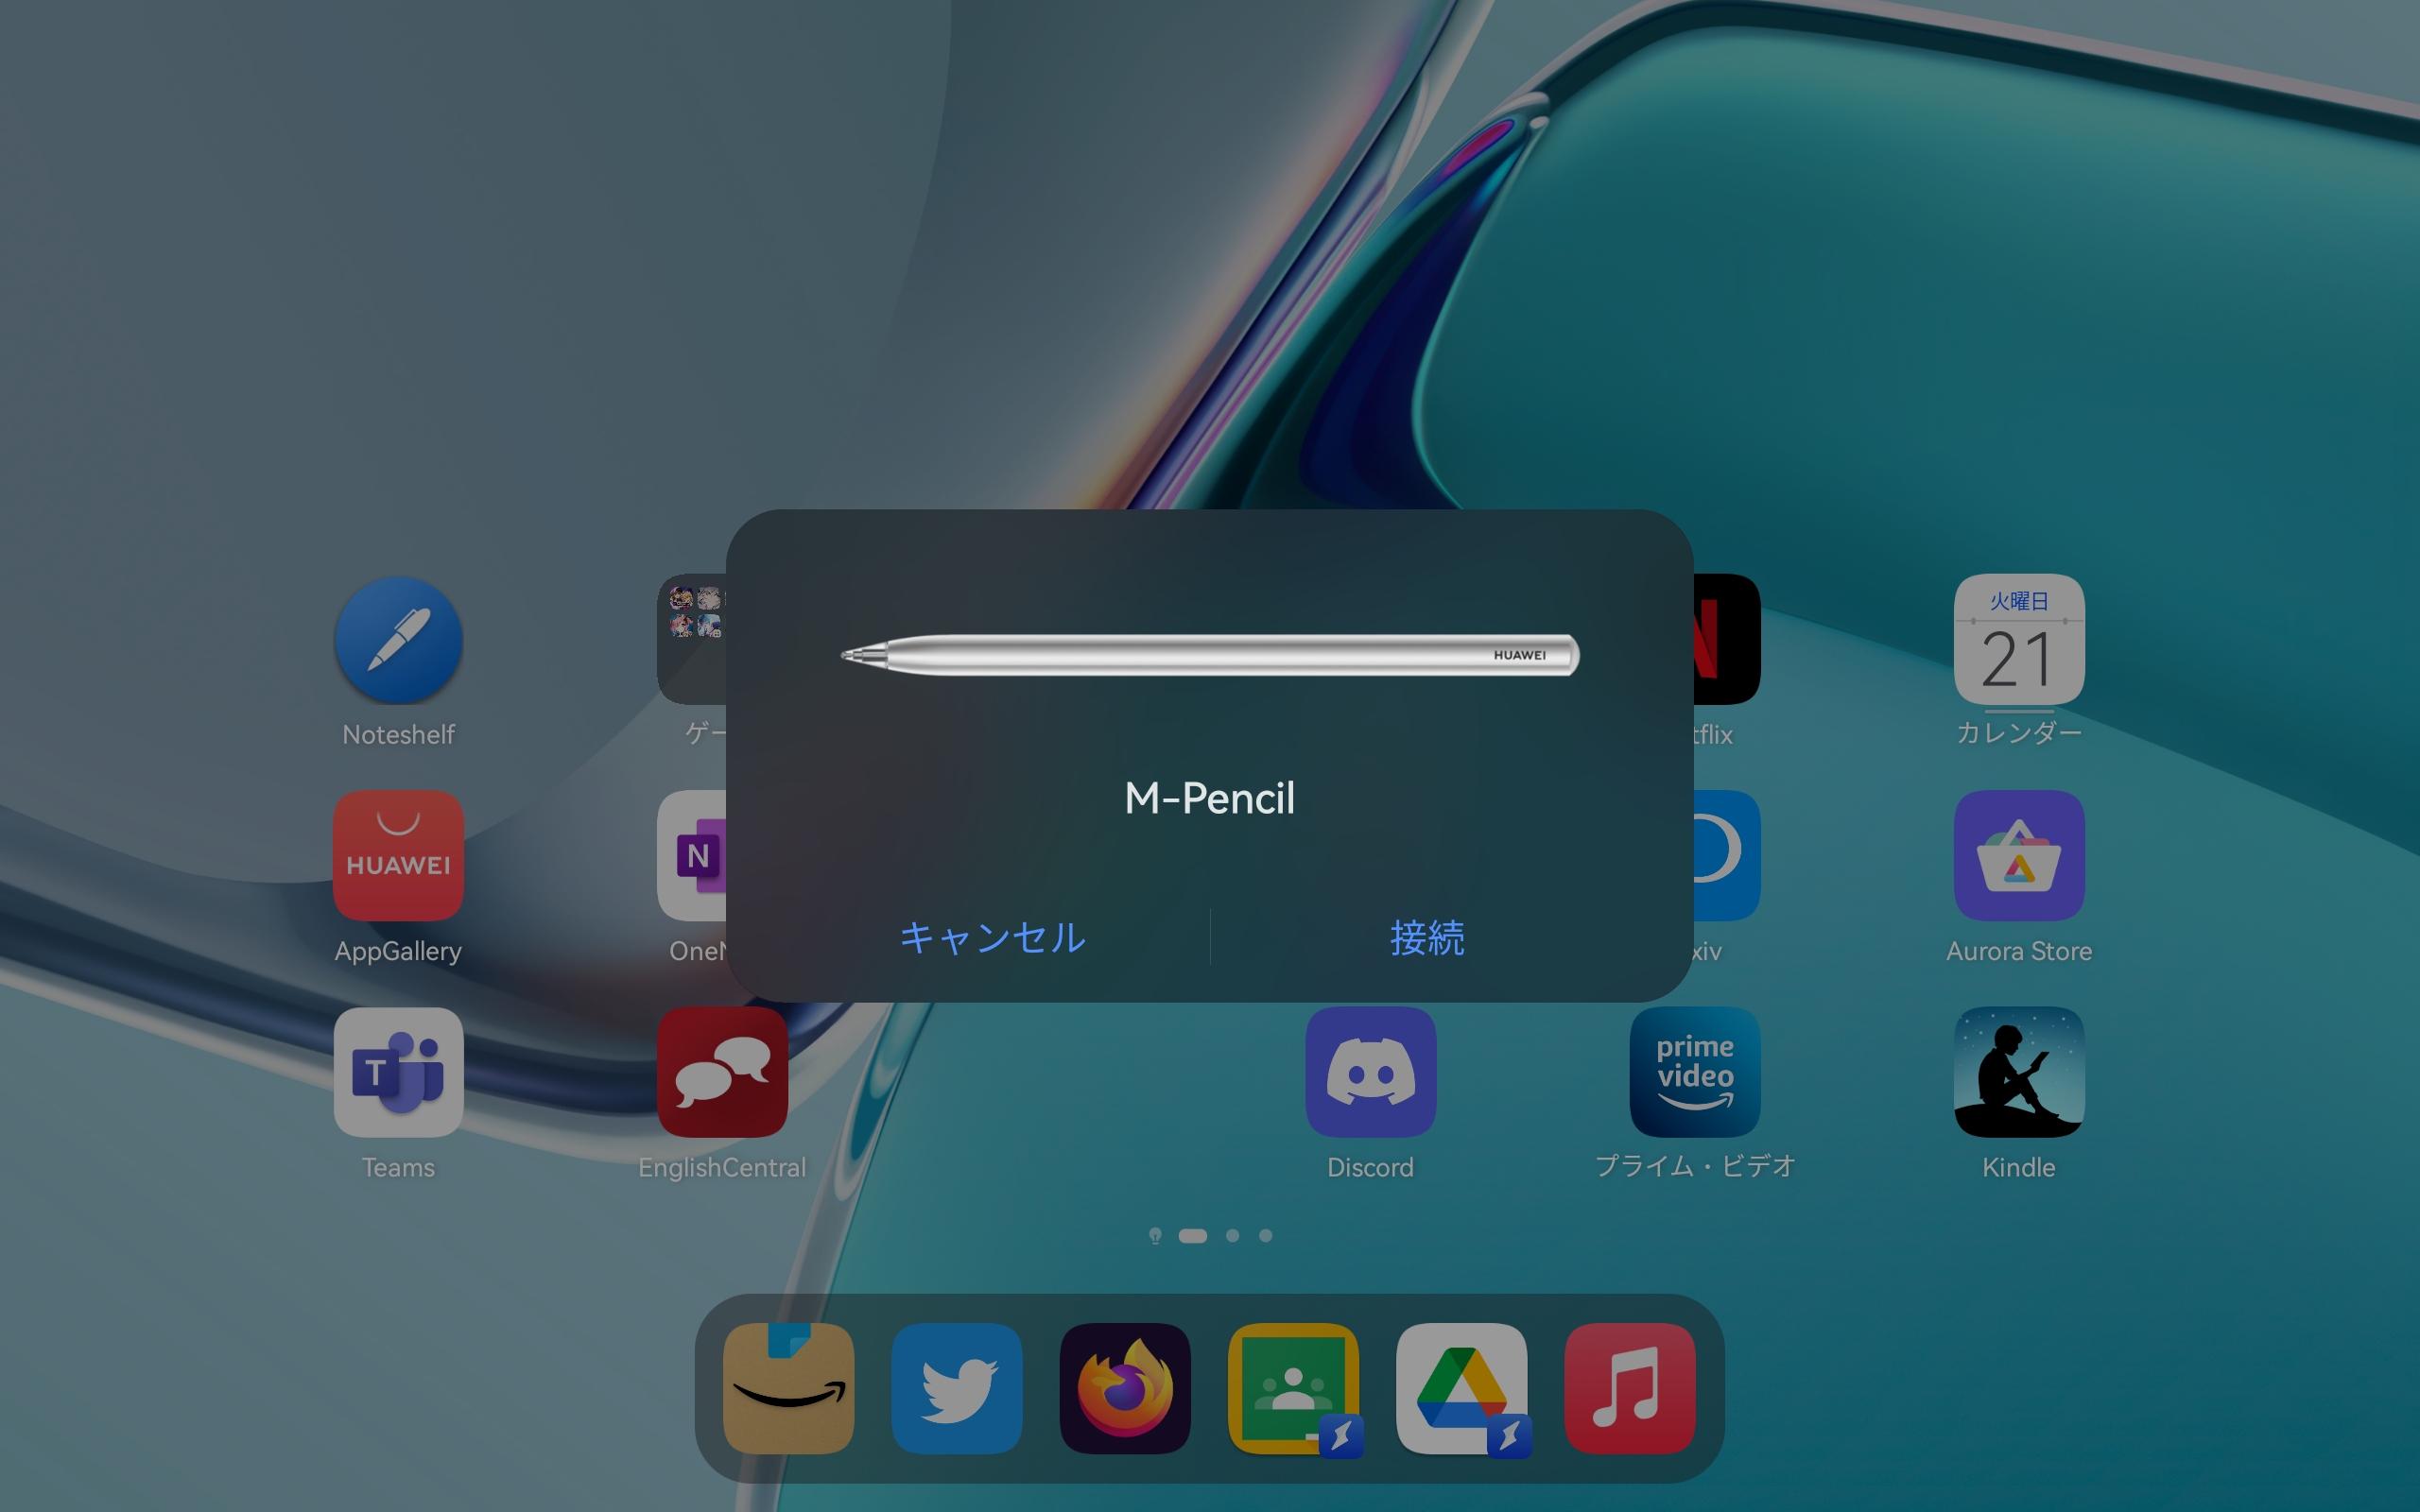 HUAWEI
M-Pencil
キャンセル
接続
火曜日
21
Noteshelf
ゲー
tflix
カレンダー
HUAWEI
N
AppGallery
OneN
xiv
Aurora Store
T
prime
video
Teams
EnglishCentral
Discord
プライム・ビデオ
Kindle